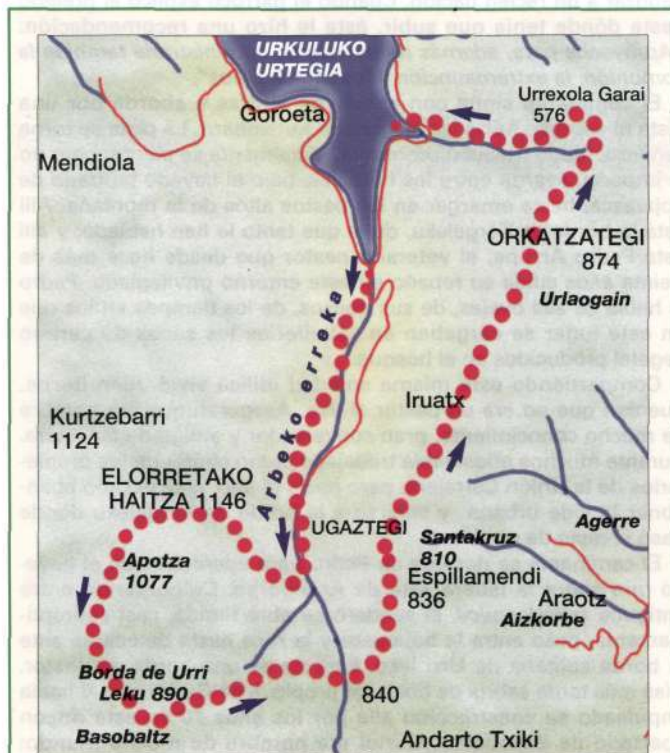 URKULUKO
URTEGIA
Goroeta
Mendiola
Urrexola Garai
576
ORKATZATEGI
874
Urlaogain
Arbeko erreka
Iruatx
Kurtzebarri
1124
ELORRETAKO
HAITZA 1146
UGAZTEGI
Apotza
1077
Santakruz
810
Agerre
Espillamendi
836
Araotz
Aizkorbe
Borda de Urri
Leku 890
Basobaltz
840
Andarto Txiki